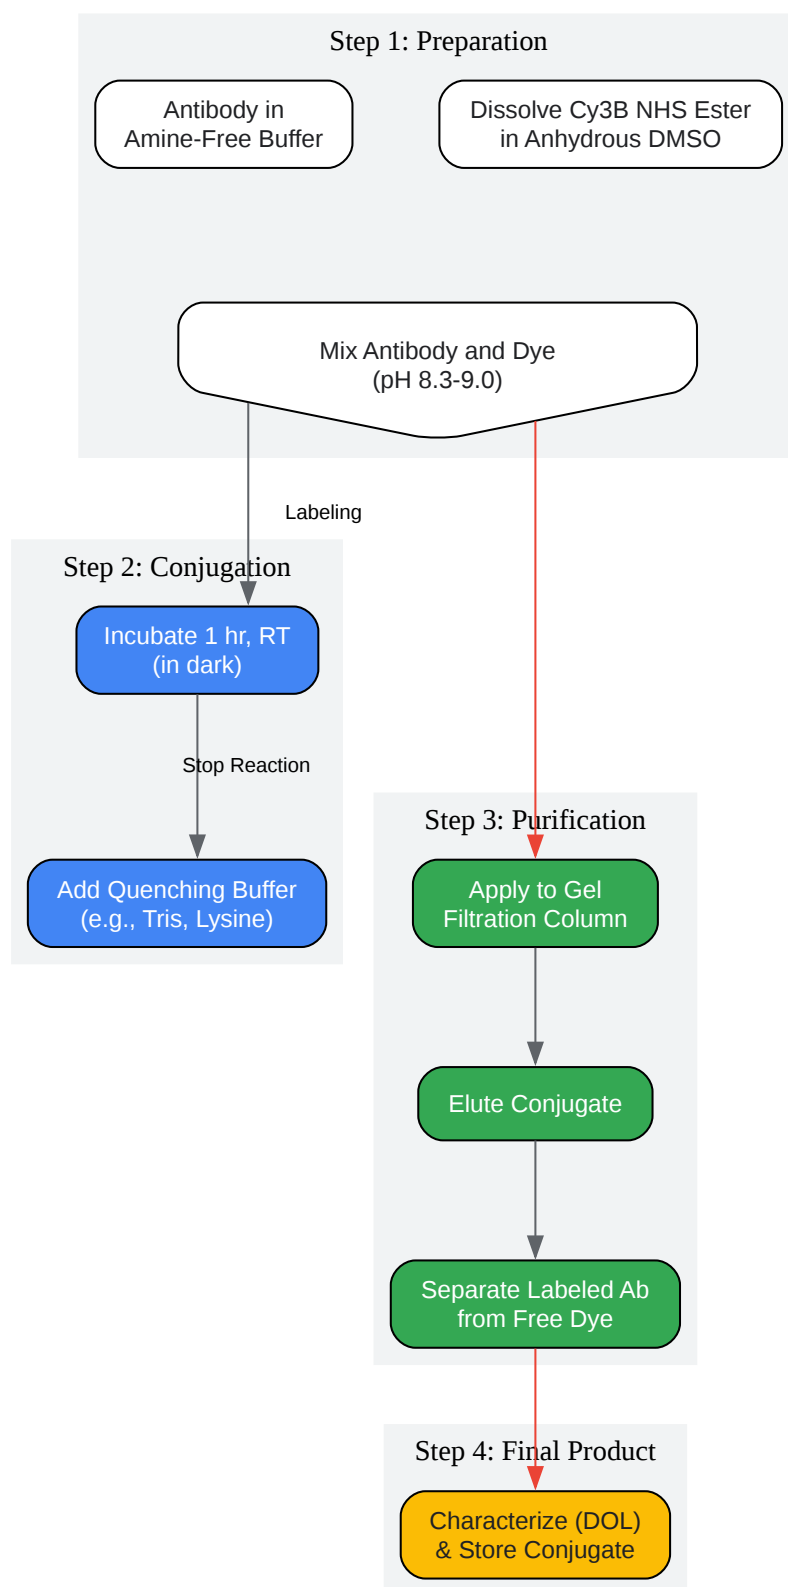 Step 1: Preparation
Antibody in
Amine-Free Buffer
Dissolve Cy3B NHS Ester
in Anhydrous DMSO
Mix Antibody and Dye
(pH 8.3-9.0)
Labeling
Step 2: Conjugation
Incubate 1 hr, RT
(in dark)
Stop Reaction
Add Quenching Buffer
(e.g., Tris, Lysine)
Step 3: Purification
Apply to Gel
Filtration Column
Elute Conjugate
Separate Labeled Ab
from Free Dye
Step 4: Final Product
Characterize (DOL)
& Store Conjugate